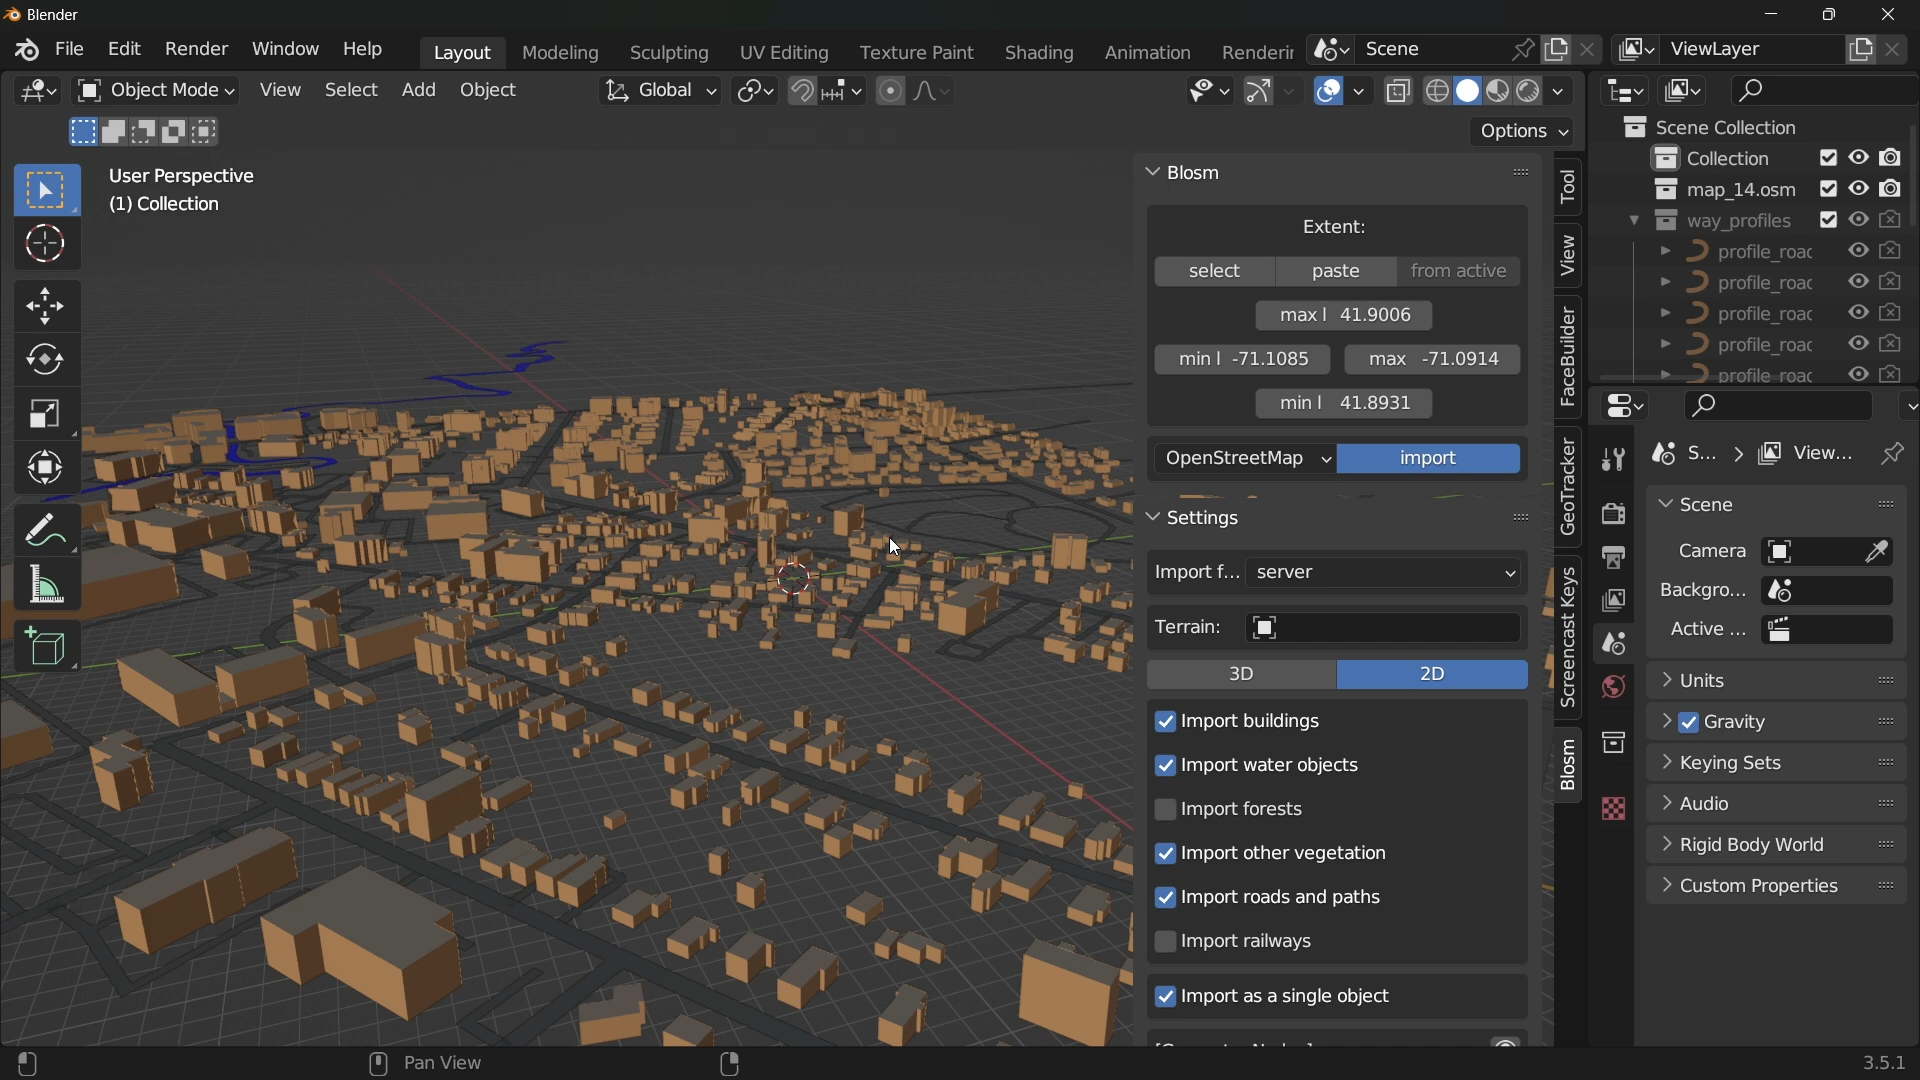 Blender
File Edit Render Window Help
Layout Modeling Sculpting UV Editing Texture Paint Shading Animation Renderin
Scene
ViewLayer
Object Mode View Select Add Object
Global
Options
User Perspective
(1) Collection
Blosm
Extent:
select paste from active
max l 41.9006
min l -71.1085
max -71.0914
min l 41.8931
OpenStreetMap import
Settings
Import f... server
Terrain:
3D 2D
Import buildings
Import water objects
Import forests
Import other vegetation
Import roads and paths
Import railways
Import as a single object
Tool
View
FaceBuilder
GeoTracker
Screencast Keys
Blosm
Scene Collection
Collection
map_14.osm
way_profiles
profile_roac
profile_roac
profile_roac
profile_roac
profile_roac
S... > View...
Scene
Camera
Backgro...
Active ...
Units
Gravity
Keying Sets
Audio
Rigid Body World
Custom Properties
Pan View
3.5.1